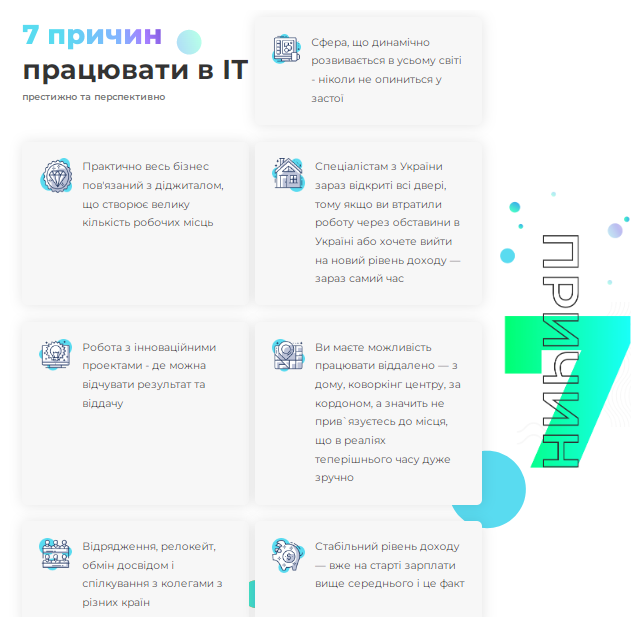 7 причин
працювати в ІТ
престижно та перспективно
Сфера, що динамічно
розвивається в усьому світі
- ніколи не опиниться у
застої
Практично весь бізнес
пов'язаний з діджиталом,
що створює велику
кількість робочих місць
Спеціалістам з України
зараз відкриті всі двері,
тому якщо ви втратили
роботу через обставини в
Україні або хочете вийти
на новий рівень доходу —
зараз самий час
Робота з інноваційними
проектами - де можна
відчувати результат та
віддачу
Ви маєте можливість
працювати віддалено — з
дому, коворкінг центру, за
кордоном, а значить не
прив`язуєтесь до місця,
що в реаліях
теперішнього часу дуже
зручно
Відрядження, релокейт,
обмін досвідом і
спілкування з колегами з
різних країн
Стабільний рівень доходу
— вже на старті зарплати
вище середнього і це факт
7
ПРИЧИН